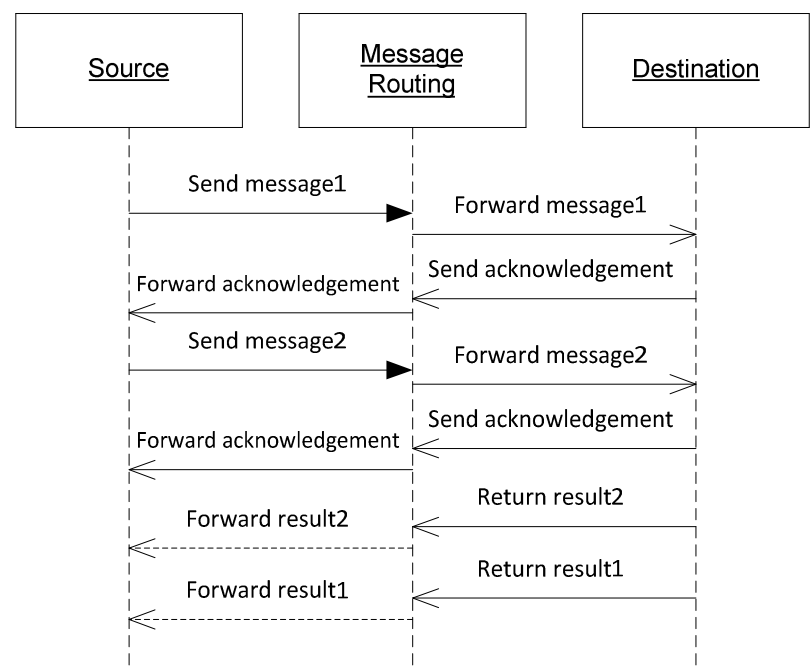 Source
Message
Routing
Destination
Send message1
Forward message1
Send acknowledgement
Forward acknowledgement
Send message2
Forward message2
Send acknowledgement
Forward acknowledgement
Return result2
Forward result2
Return result1
Forward result1